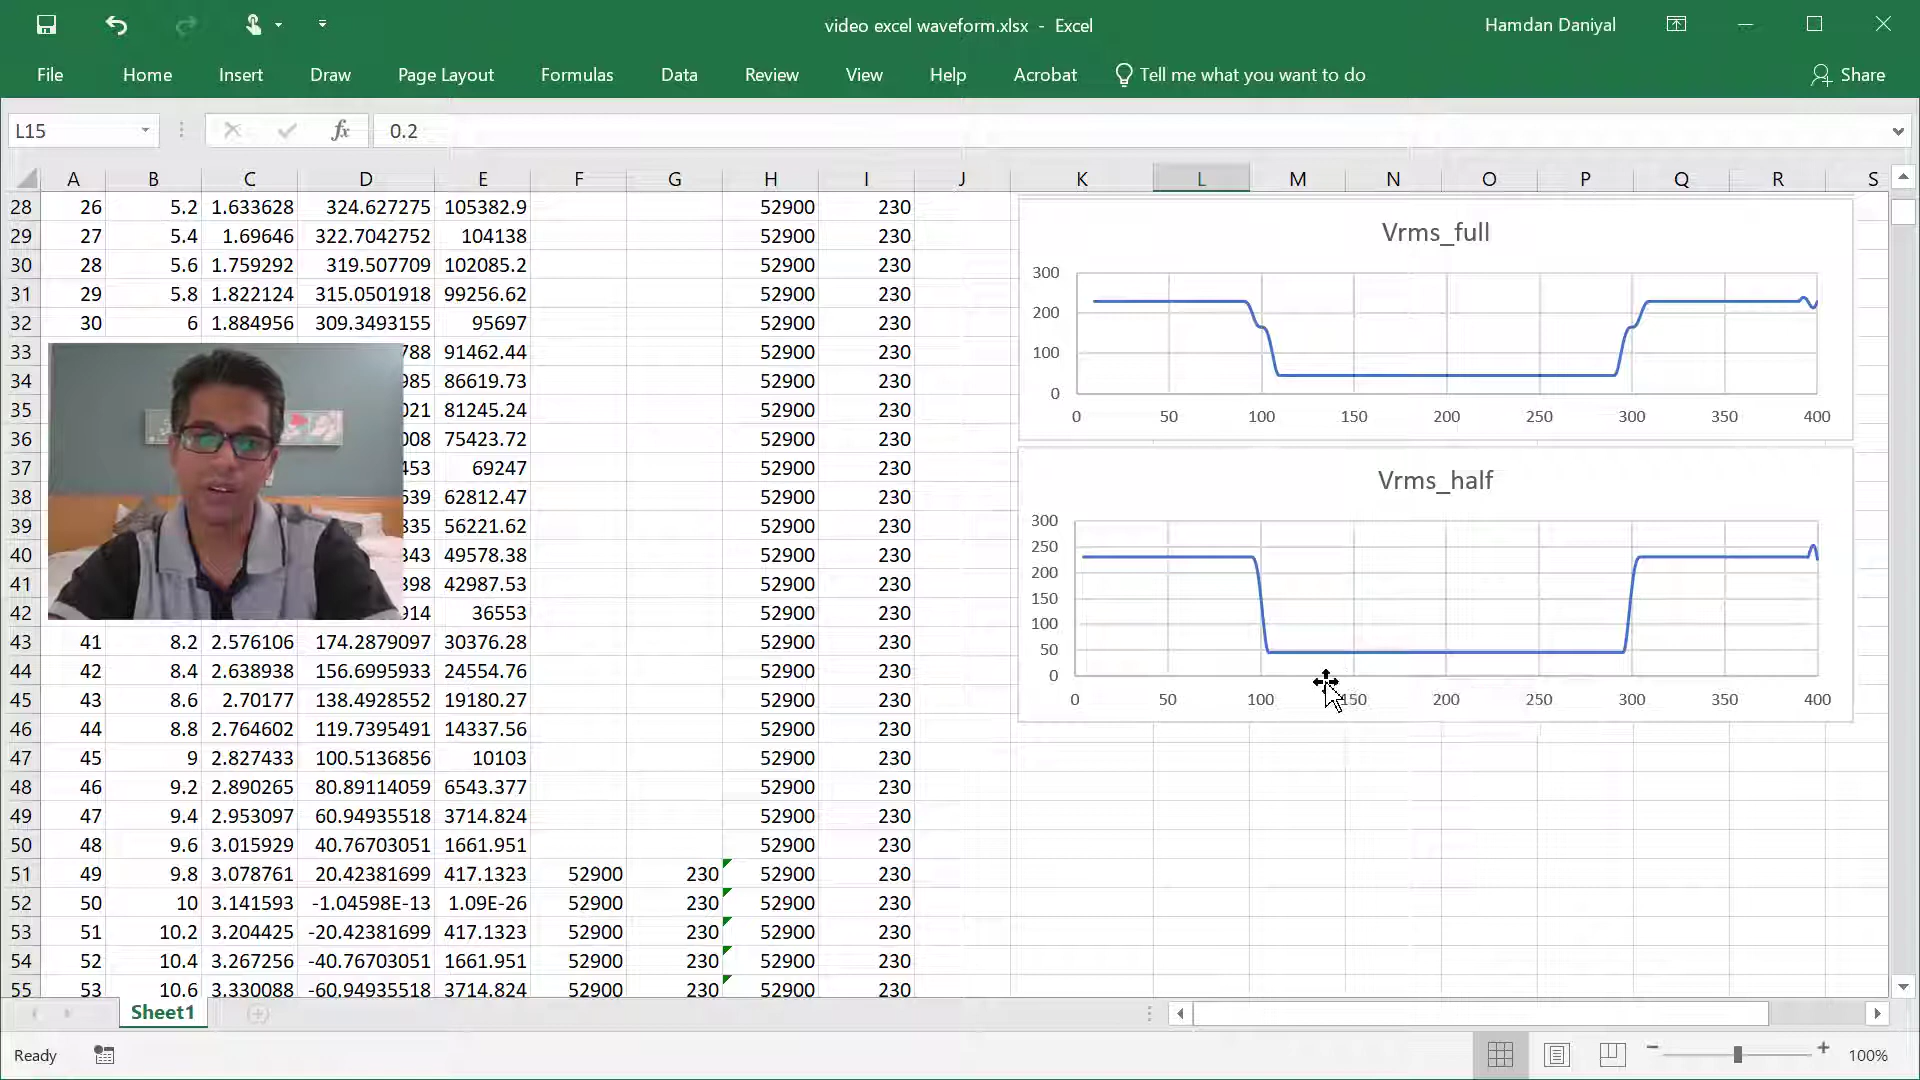 video excel waveform.xlsx - Excel
Hamdan Daniyal
File Home Insert Draw Page Layout Formulas Data Review View Help Acrobat Tell me what you want to do Share
L15 fx 0.2
A B C D E F G H I J K L M N O P Q R S
28 26 5.2 1.633628 324.627275 105382.9 52900 230
29 27 5.4 1.69646 322.7042752 104138 52900 230
30 28 5.6 1.759292 319.507709 102085.2 52900 230
31 29 5.8 1.822124 315.0501918 99256.62 52900 230
32 30 6 1.884956 309.3493155 95697 52900 230
33 788 91462.44 52900 230
34 985 86619.73 52900 230
35 021 81245.24 52900 230
36 008 75423.72 52900 230
37 453 69247 52900 230
38 639 62812.47 52900 230
39 335 56221.62 52900 230
40 343 49578.38 52900 230
41 398 42987.53 52900 230
42 914 36553 52900 230
43 41 8.2 2.576106 174.2879097 30376.28 52900 230
44 42 8.4 2.638938 156.6995933 24554.76 52900 230
45 43 8.6 2.70177 138.4928552 19180.27 52900 230
46 44 8.8 2.764602 119.7395491 14337.56 52900 230
47 45 9 2.827433 100.5136856 10103 52900 230
48 46 9.2 2.890265 80.89114059 6543.377 52900 230
49 47 9.4 2.953097 60.94935518 3714.824 52900 230
50 48 9.6 3.015929 40.76703051 1661.951 52900 230
51 49 9.8 3.078761 20.42381699 417.1323 52900 230 52900 230
52 50 10 3.141593 -1.04598E-13 1.09E-26 52900 230 52900 230
53 51 10.2 3.204425 -20.42381699 417.1323 52900 230 52900 230
54 52 10.4 3.267256 -40.76703051 1661.951 52900 230 52900 230
55 53 10.6 3.330088 -60.94935518 3714.824 52900 230 52900 230
Vrms_full
300
200
100
0
0 50 100 150 200 250 300 350 400
Vrms_half
300
250
200
150
100
50
0
0 50 100 150 200 250 300 350 400
Sheet1
Ready
100%